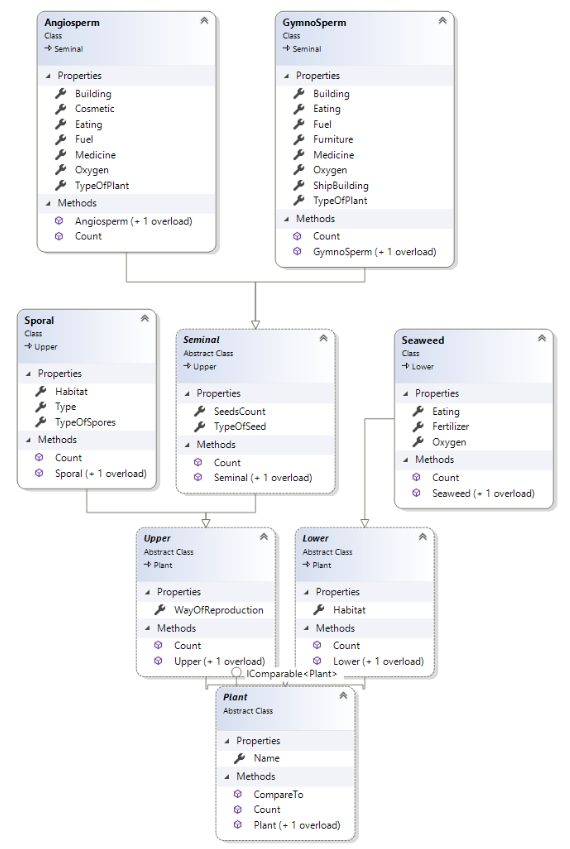 Angiosperm
Class
Seminal
Properties
Building
Cosmetic
Eating
Fuel
Medicine
Oxygen
TypeOfPlant
Methods
Angiosperm (+ 1 overload)
Count
GymnoSperm
Class
Seminal
Properties
Building
Eating
Fuel
Furniture
Medicine
Oxygen
ShipBuilding
TypeOfPlant
Methods
Count
GymnoSperm (+ 1 overload)
Sporal
Class
Upper
Properties
Habitat
Type
TypeOfSpores
Methods
Count
Sporal (+ 1 overload)
Seminal
Abstract Class
Upper
Properties
SeedsCount
TypeOfSeed
Methods
Count
Seminal (+ 1 overload)
Seaweed
Class
Lower
Properties
Eating
Fertilizer
Oxygen
Methods
Count
Seaweed (+ 1 overload)
Upper
Abstract Class
Plant
Properties
WayOfReproduction
Methods
Count
Upper (+ 1 overload)
Lower
Abstract Class
Plant
Properties
Habitat
Methods
Count
Lower (+ 1 overload)
IComparable<Plant>
Plant
Abstract Class
Properties
Name
Methods
CompareTo
Count
Plant (+ 1 overload)